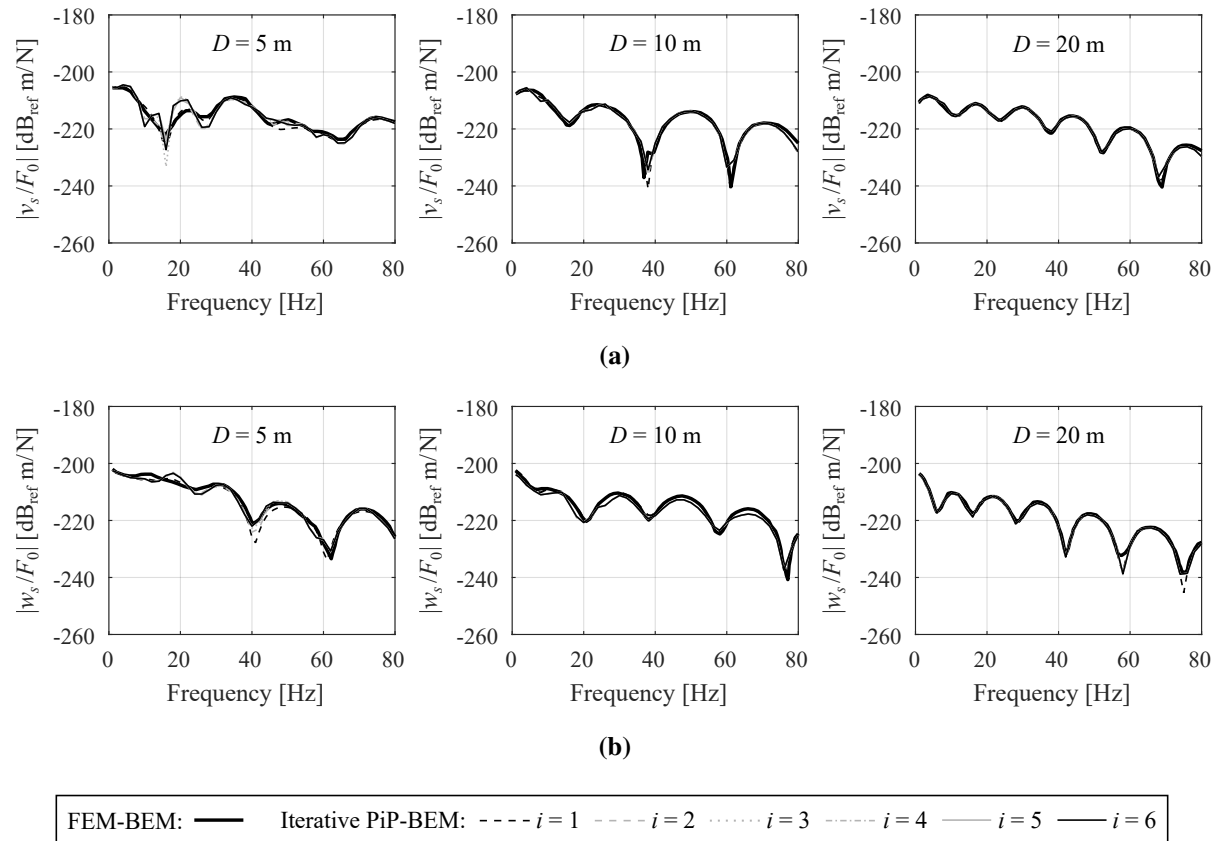 -180
-200
-220
-240
-260
|v_s/F_0| [dB_ref m/N]
D = 5 m
0 20 40 60 80
Frequency [Hz]
-180
-200
-220
-240
-260
|v_s/F_0| [dB_ref m/N]
D = 10 m
0 20 40 60 80
Frequency [Hz]
-180
-200
-220
-240
-260
|v_s/F_0| [dB_ref m/N]
D = 20 m
0 20 40 60 80
Frequency [Hz]
(a)
-180
-200
-220
-240
-260
|w_s/F_0| [dB_ref m/N]
D = 5 m
0 20 40 60 80
Frequency [Hz]
-180
-200
-220
-240
-260
|w_s/F_0| [dB_ref m/N]
D = 10 m
0 20 40 60 80
Frequency [Hz]
-180
-200
-220
-240
-260
|w_s/F_0| [dB_ref m/N]
D = 20 m
0 20 40 60 80
Frequency [Hz]
(b)
FEM-BEM: Iterative PiP-BEM: i = 1 i = 2 i = 3 i = 4 i = 5 i = 6